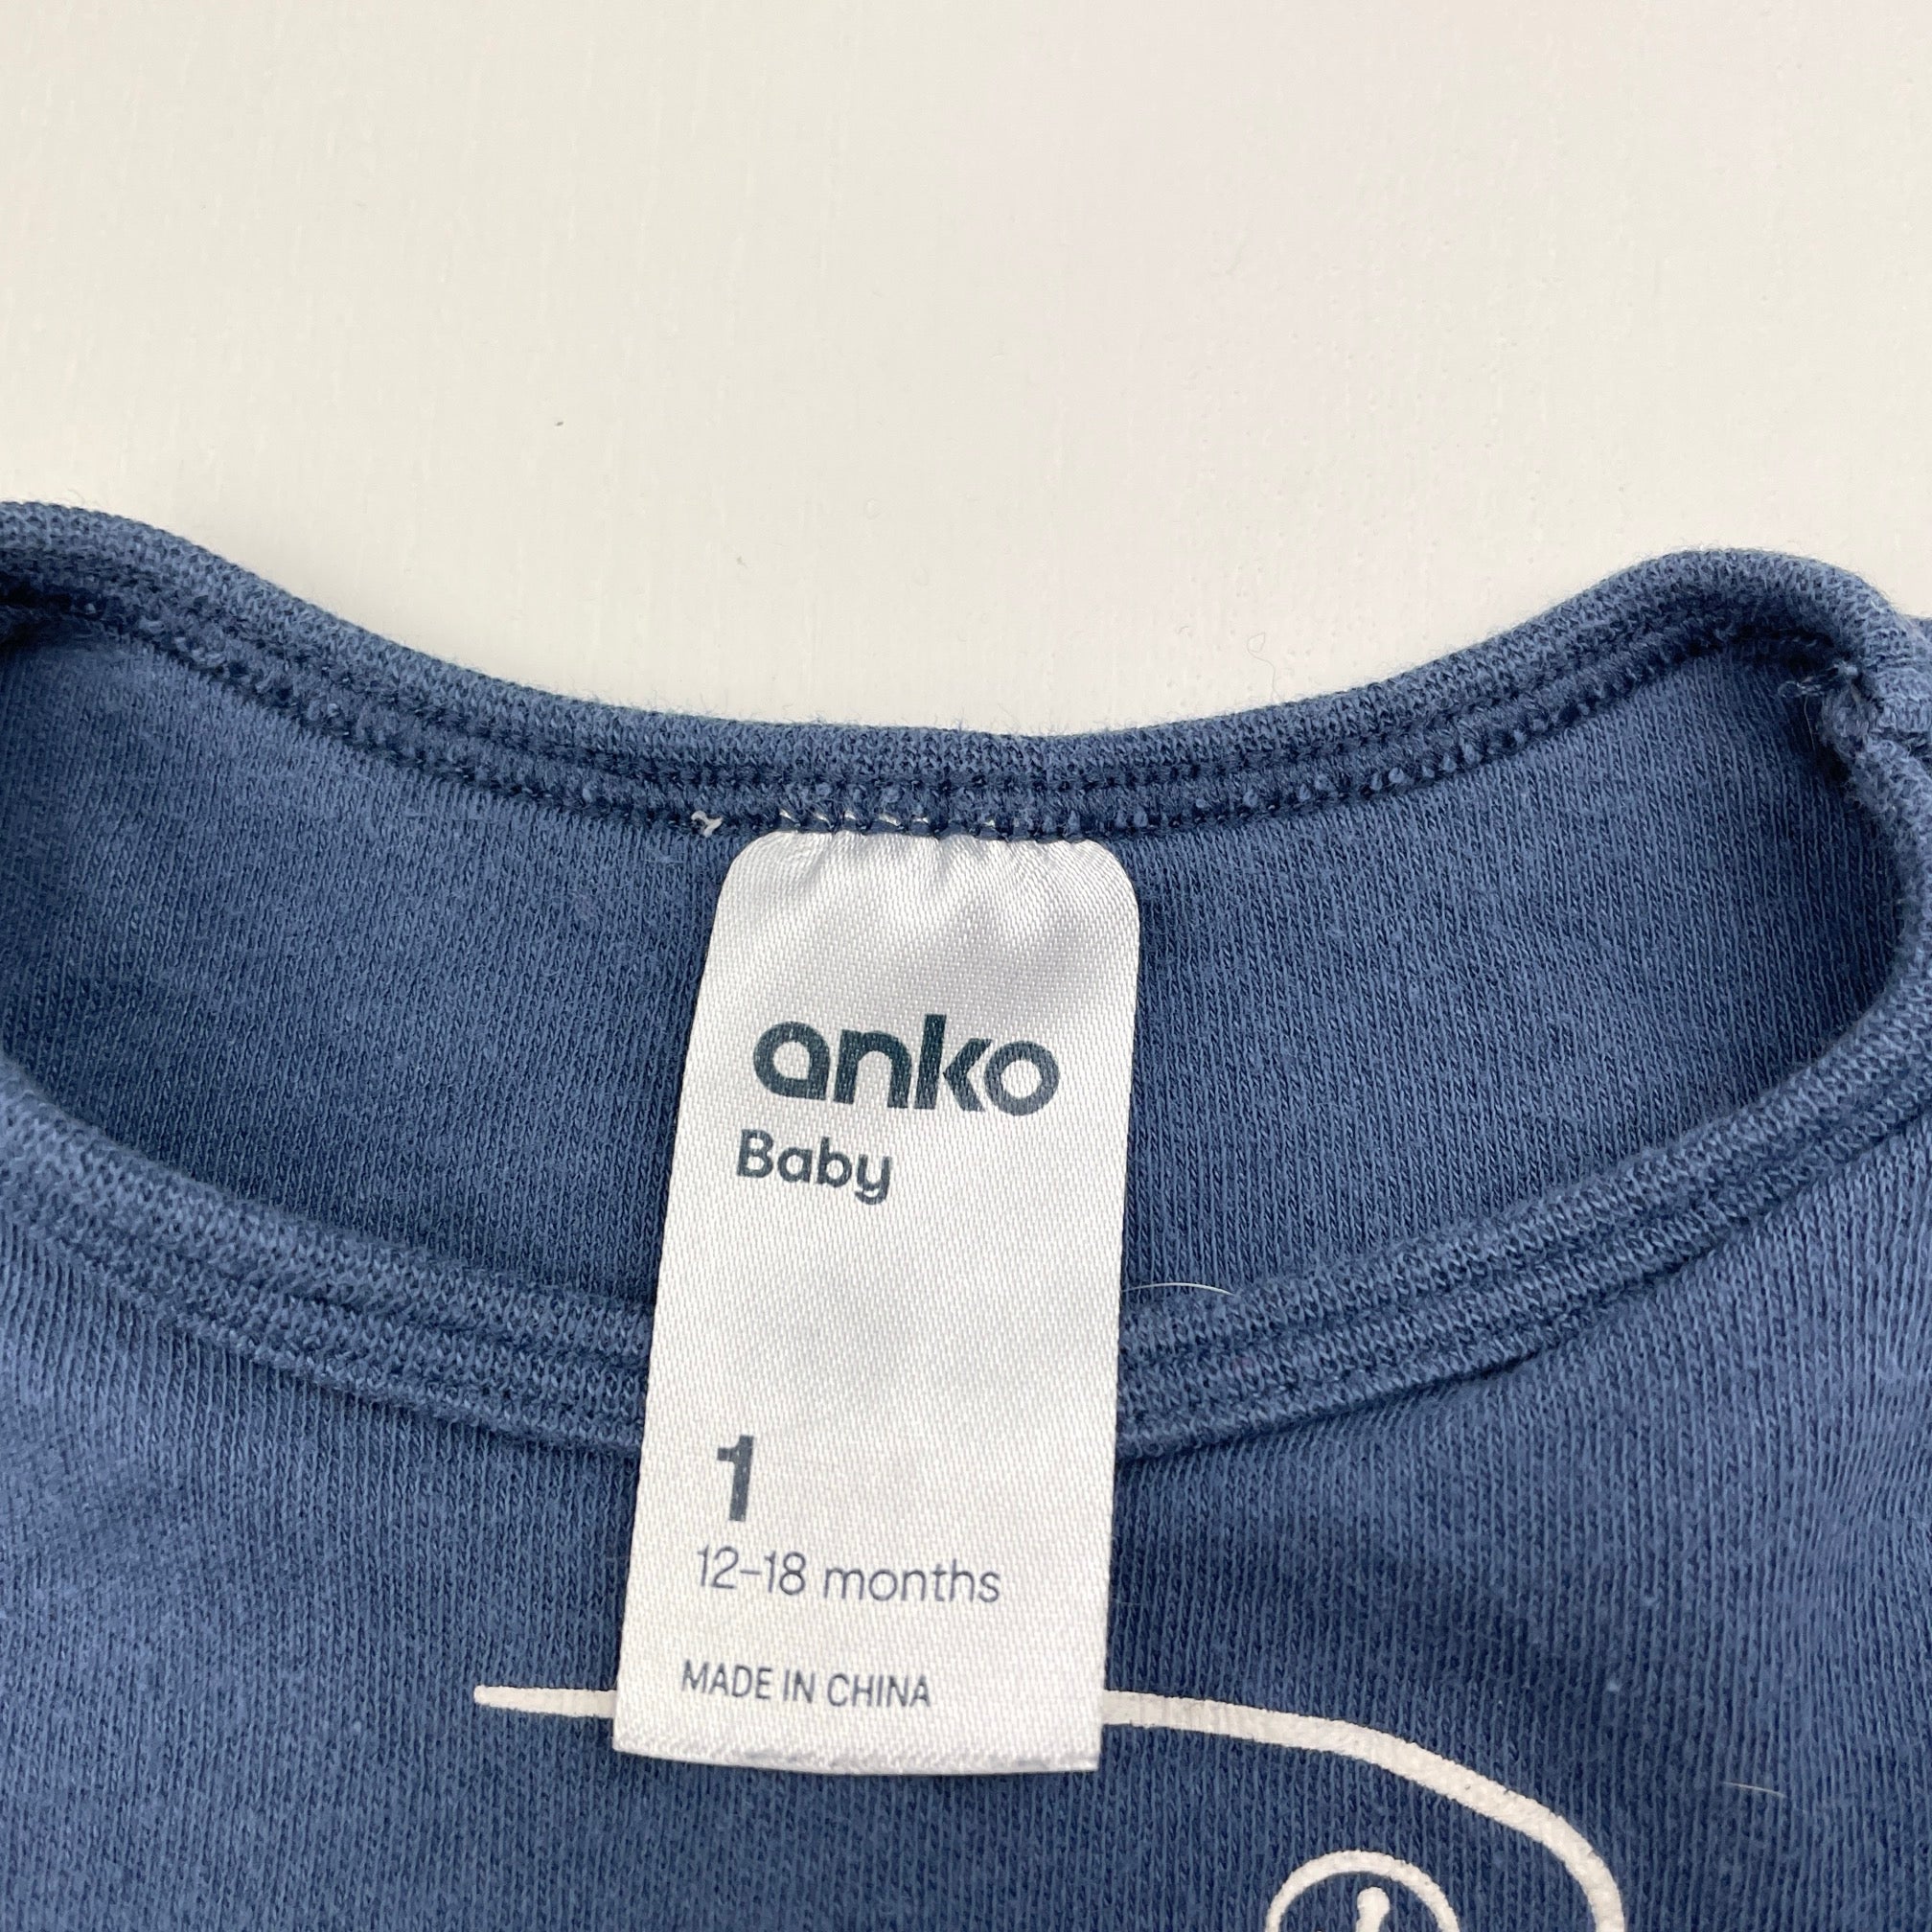 anko
Baby
1
12-18 months
MADE IN CHINA